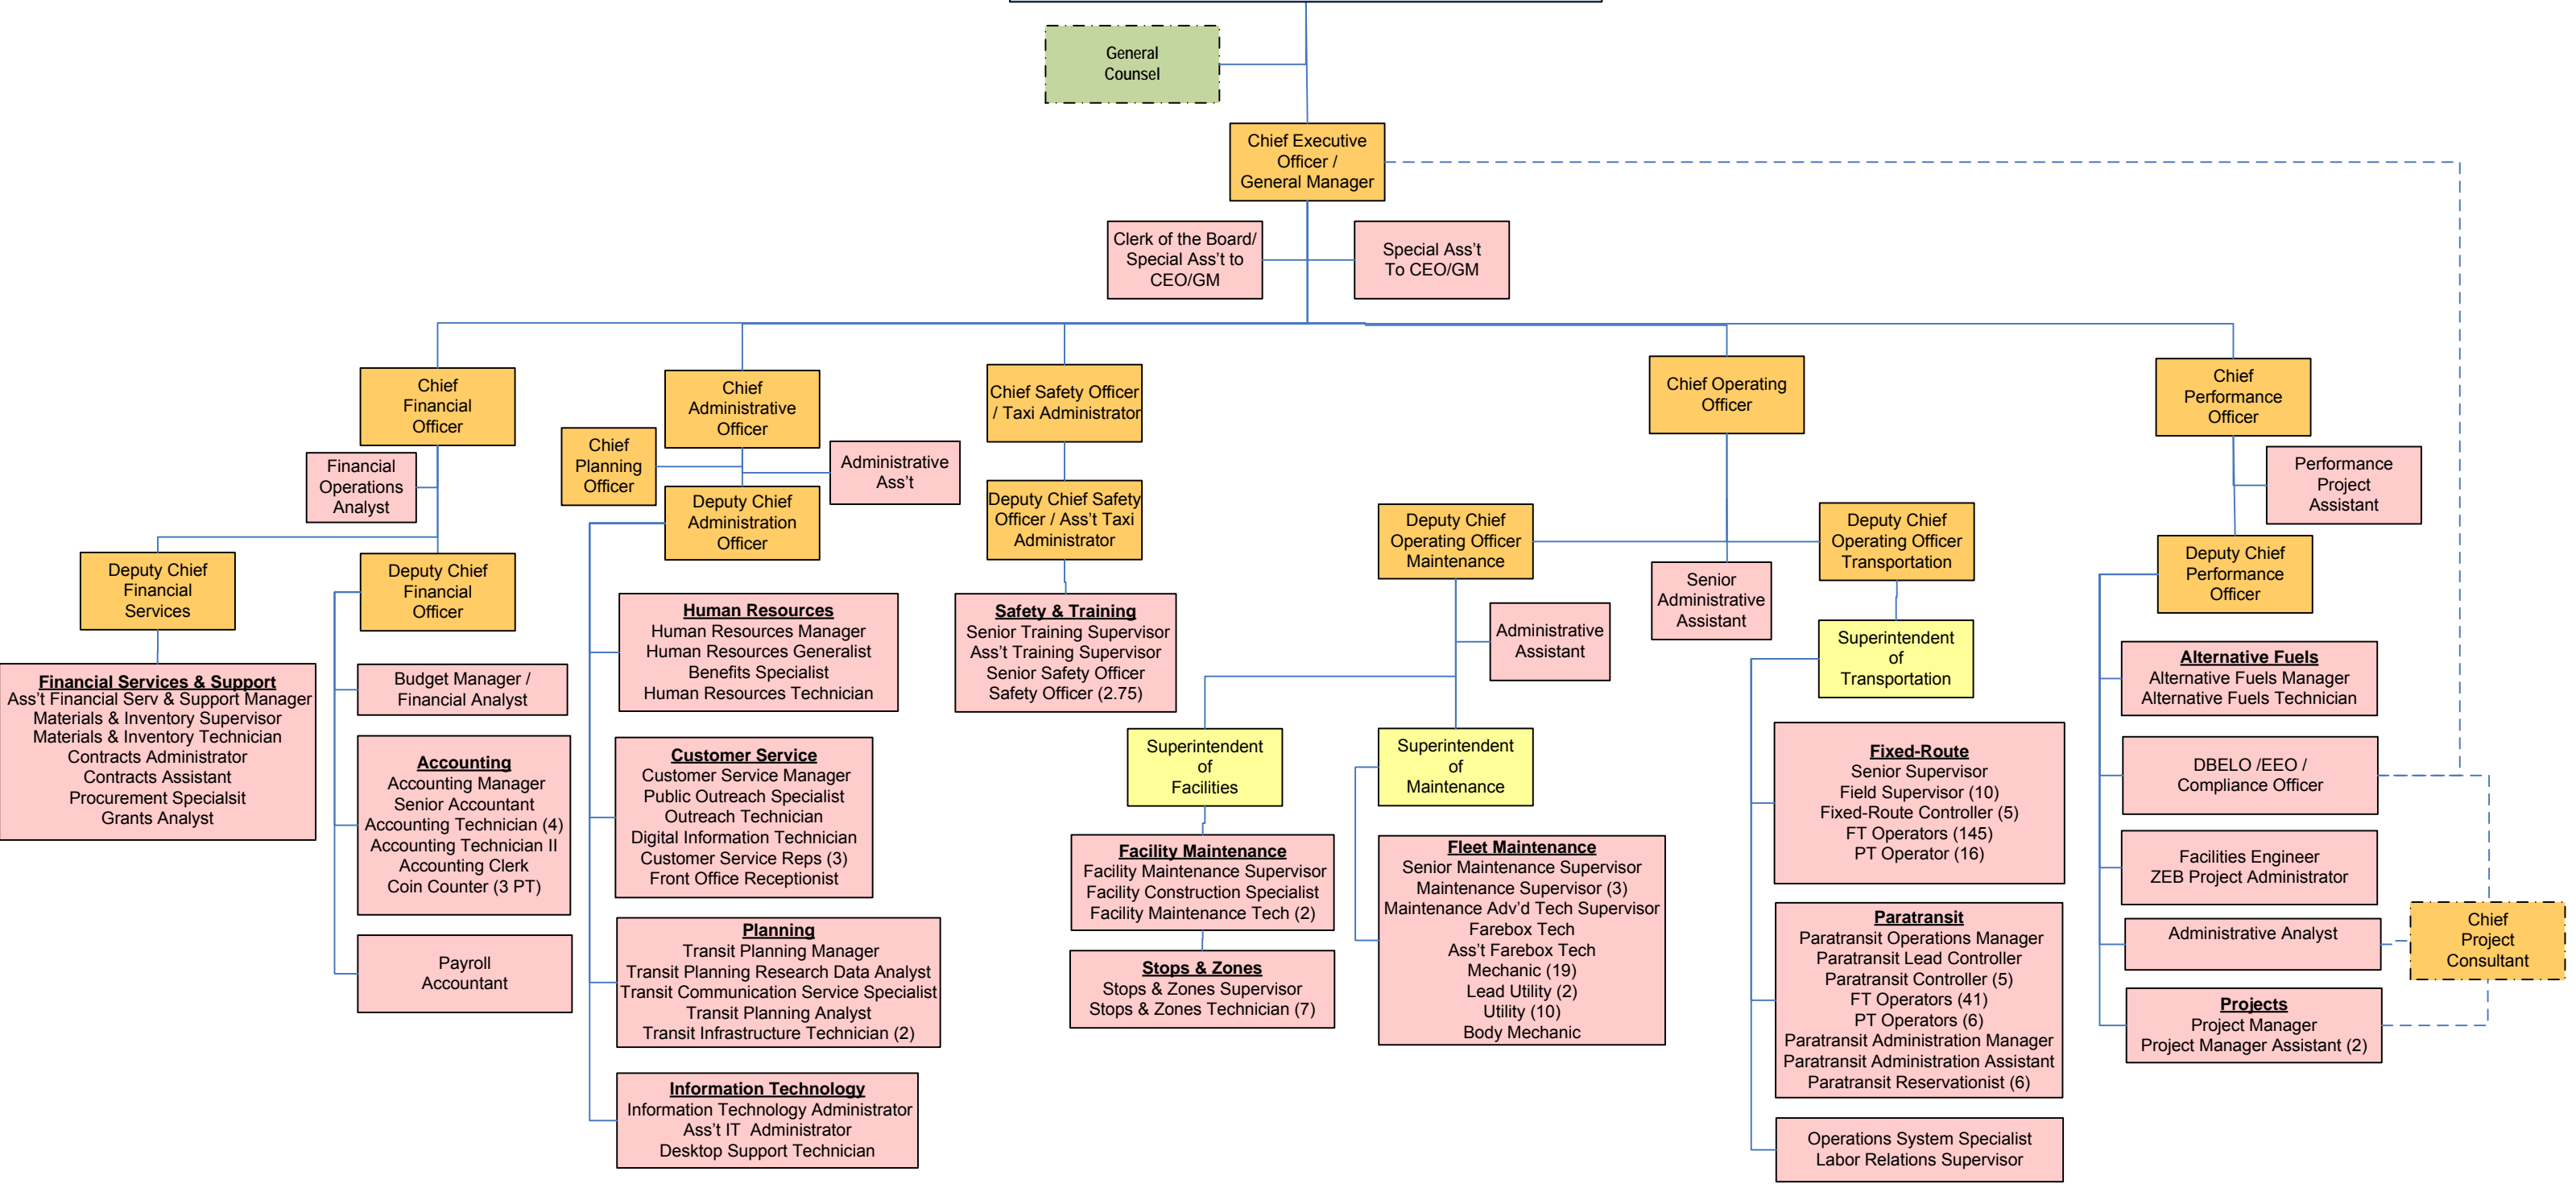 General
Counsel
Chief Executive
Officer /
General Manager
Clerk of the Board/
Special Ass't to
CEO/GM
Special Ass't
To CEO/GM
Chief
Financial
Officer
Chief
Administrative
Officer
Chief Safety Officer
/ Taxi Administrator
Chief Operating
Officer
Chief
Performance
Officer
Financial
Operations
Analyst
Chief
Planning
Officer
Administrative
Ass't
Performance
Project
Assistant
Deputy Chief
Financial
Services
Deputy Chief
Financial
Officer
Deputy Chief
Administration
Officer
Deputy Chief Safety
Officer / Ass't Taxi
Administrator
Deputy Chief
Operating Officer
Maintenance
Senior
Administrative
Assistant
Deputy Chief
Operating Officer
Transportation
Deputy Chief
Performance
Officer
Financial Services & Support
Ass't Financial Serv & Support Manager
Materials & Inventory Supervisor
Materials & Inventory Technician
Contracts Administrator
Contracts Assistant
Procurement Specialsit
Grants Analyst
Budget Manager /
Financial Analyst
Accounting
Accounting Manager
Senior Accountant
Accounting Technician (4)
Accounting Technician II
Accounting Clerk
Coin Counter (3 PT)
Payroll
Accountant
Human Resources
Human Resources Manager
Human Resources Generalist
Benefits Specialist
Human Resources Technician
Customer Service
Customer Service Manager
Public Outreach Specialist
Outreach Technician
Digital Information Technician
Customer Service Reps (3)
Front Office Receptionist
Planning
Transit Planning Manager
Transit Planning Research Data Analyst
Transit Communication Service Specialist
Transit Planning Analyst
Transit Infrastructure Technician (2)
Information Technology
Information Technology Administrator
Ass't IT Administrator
Desktop Support Technician
Safety & Training
Senior Training Supervisor
Ass't Training Supervisor
Senior Safety Officer
Safety Officer (2.75)
Administrative
Assistant
Superintendent
of
Facilities
Superintendent
of
Maintenance
Facility Maintenance
Facility Maintenance Supervisor
Facility Construction Specialist
Facility Maintenance Tech (2)
Stops & Zones
Stops & Zones Supervisor
Stops & Zones Technician (7)
Fleet Maintenance
Senior Maintenance Supervisor
Maintenance Supervisor (3)
Maintenance Adv'd Tech Supervisor
Farebox Tech
Ass't Farebox Tech
Mechanic (19)
Lead Utility (2)
Utility (10)
Body Mechanic
Superintendent
of
Transportation
Fixed-Route
Senior Supervisor
Field Supervisor (10)
Fixed-Route Controller (5)
FT Operators (145)
PT Operator (16)
Paratransit
Paratransit Operations Manager
Paratransit Lead Controller
Paratransit Controller (5)
FT Operators (41)
PT Operators (6)
Paratransit Administration Manager
Paratransit Administration Assistant
Paratransit Reservationist (6)
Operations System Specialist
Labor Relations Supervisor
Alternative Fuels
Alternative Fuels Manager
Alternative Fuels Technician
DBELO /EEO /
Compliance Officer
Facilities Engineer
ZEB Project Administrator
Administrative Analyst
Chief
Project
Consultant
Projects
Project Manager
Project Manager Assistant (2)